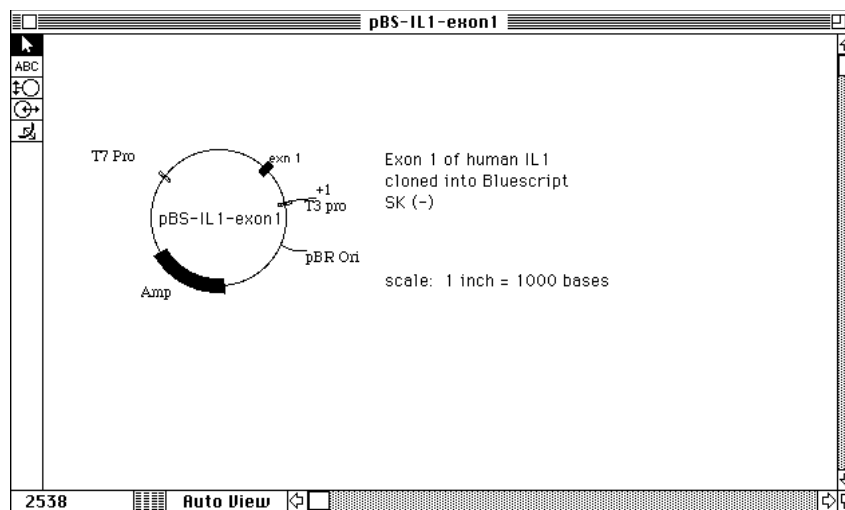 pBS-IL1-exon1
ABC
T7 Pro
exn 1
+1
T3 pro
pBS-IL1-exon1
pBR Ori
Amp
Exon 1 of human IL1
cloned into Bluescript
SK (-)
scale: 1 inch = 1000 bases
2538
Auto View